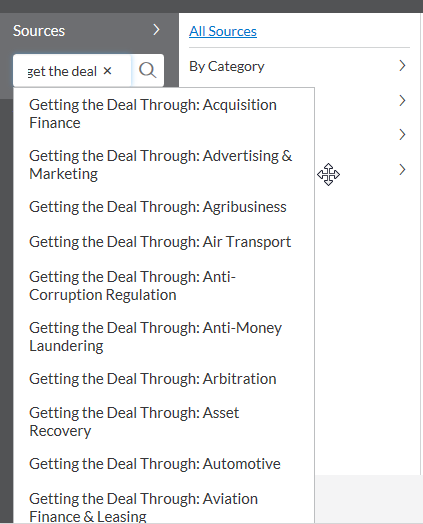 Sources
All Sources
get the deal
By Category
Getting the Deal Through: Acquisition
Finance
Getting the Deal Through: Advertising &
Marketing
Getting the Deal Through: Agribusiness
Getting the Deal Through: Air Transport
Getting the Deal Through: Anti-
Corruption Regulation
Getting the Deal Through: Anti-Money
Laundering
Getting the Deal Through: Arbitration
Getting the Deal Through: Asset
Recovery
Getting the Deal Through: Automotive
Getting the Deal Through: Aviation
Finance & Leasing